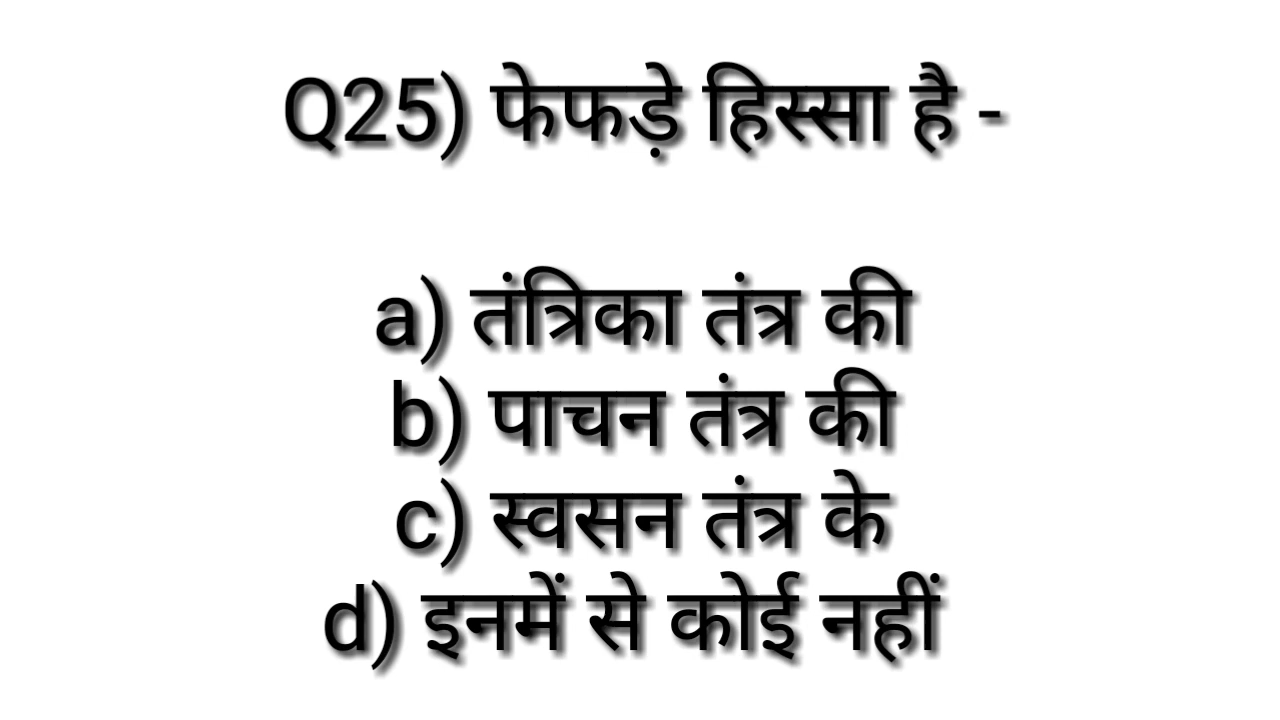 Q25) फेफड़े हिस्सा है -
a) तंत्रिका तंत्र की
b) पाचन तंत्र की
c) स्वसन तंत्र के
d) इनमें से कोई नहीं